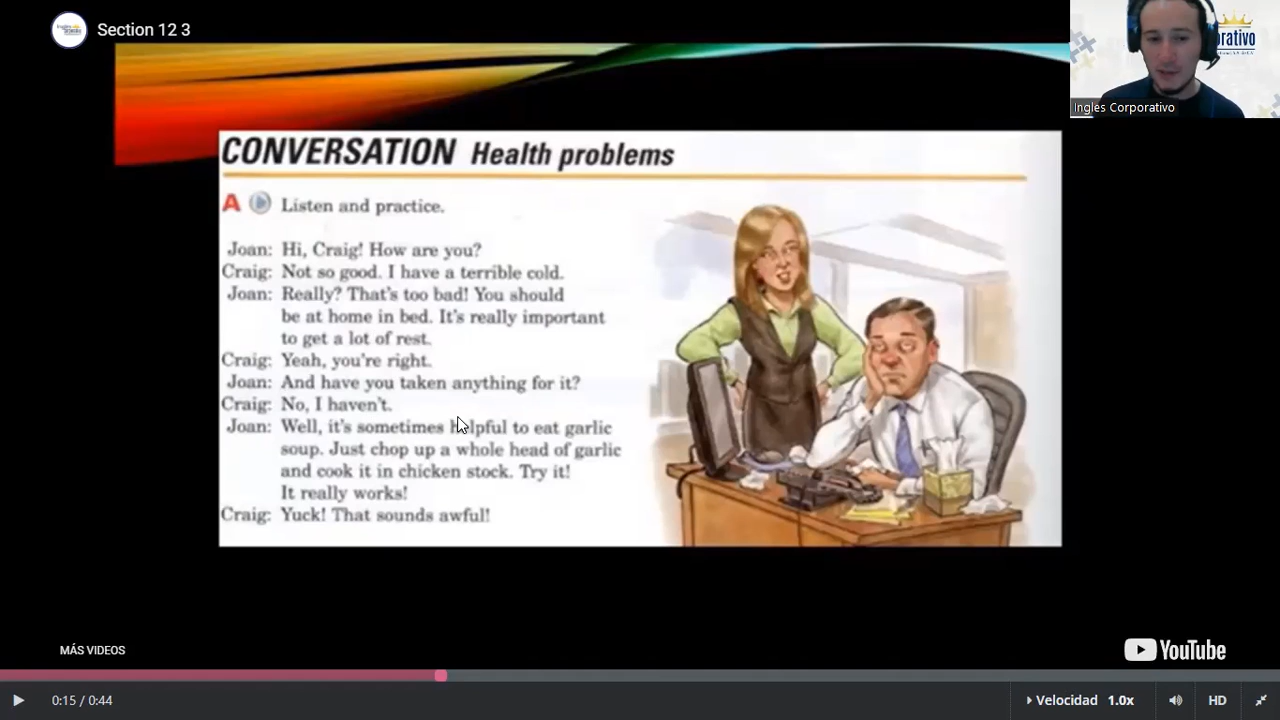 Section 12 3
orativo
Ingles Corporativo
CONVERSATION Health problems
A Listen and practice.
Joan: Hi, Craig! How are you?
Craig: Not so good. I have a terrible cold.
Joan: Really? That's too bad! You should
be at home in bed. It's really important
to get a lot of rest.
Craig: Yeah, you're right.
Joan: And have you taken anything for it?
Craig: No, I haven't.
Joan: Well, it's sometimes helpful to eat garlic
soup. Just chop up a whole head of garlic
and cook it in chicken stock. Try it!
It really works!
Craig: Yuck! That sounds awful!
MÁS VIDEOS
YouTube
0:15 / 0:44
Velocidad 1.0x
HD